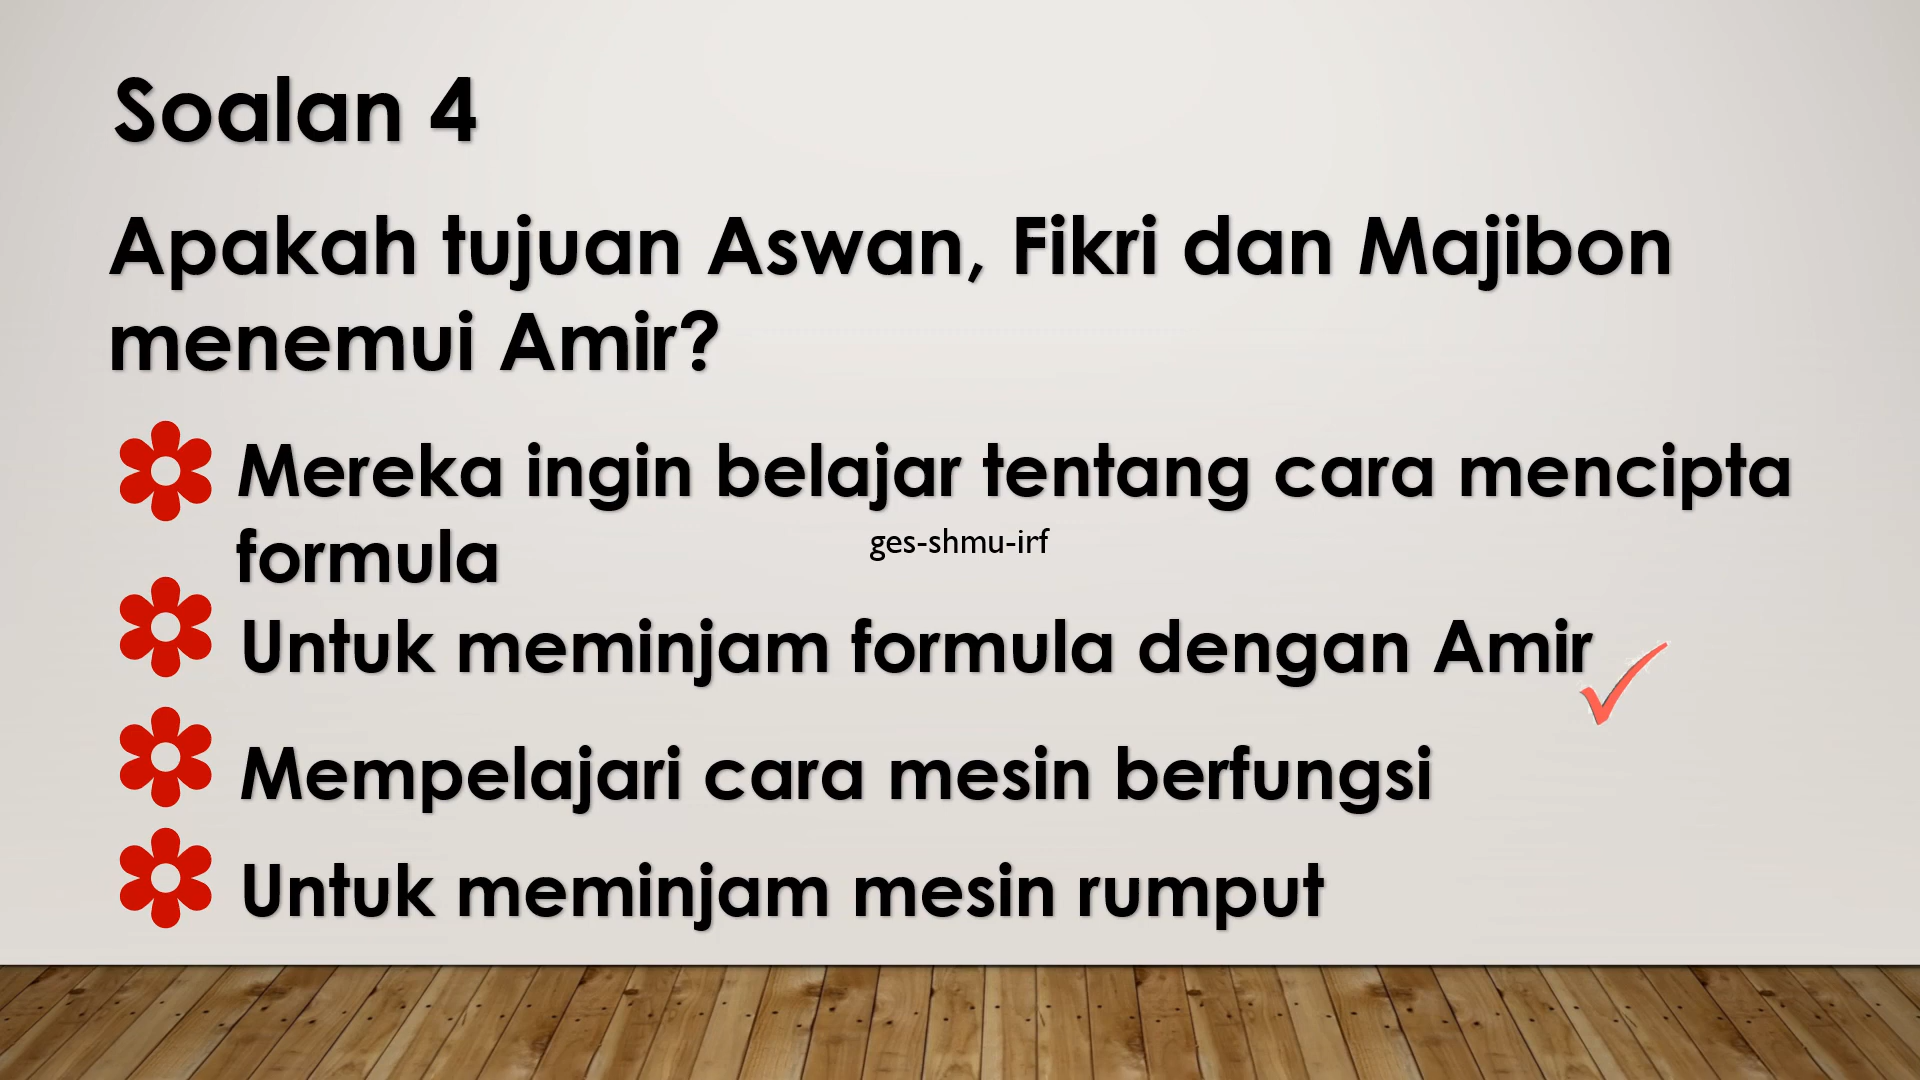 Soalan 4
Apakah tujuan Aswan, Fikri dan Majibon
menemui Amir?
Mereka ingin belajar tentang cara mencipta
formula
ges-shmu-irf
Untuk meminjam formula dengan Amir
Mempelajari cara mesin berfungsi
Untuk meminjam mesin rumput